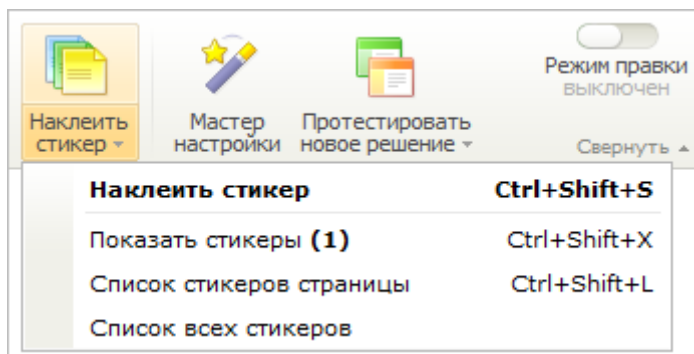 Наклеить стикер
Мастер настройки
Протестировать новое решение
Режим правки
выключен
Свернуть
Наклеить стикер Ctrl+Shift+S
Показать стикеры (1) Ctrl+Shift+X
Список стикеров страницы Ctrl+Shift+L
Список всех стикеров